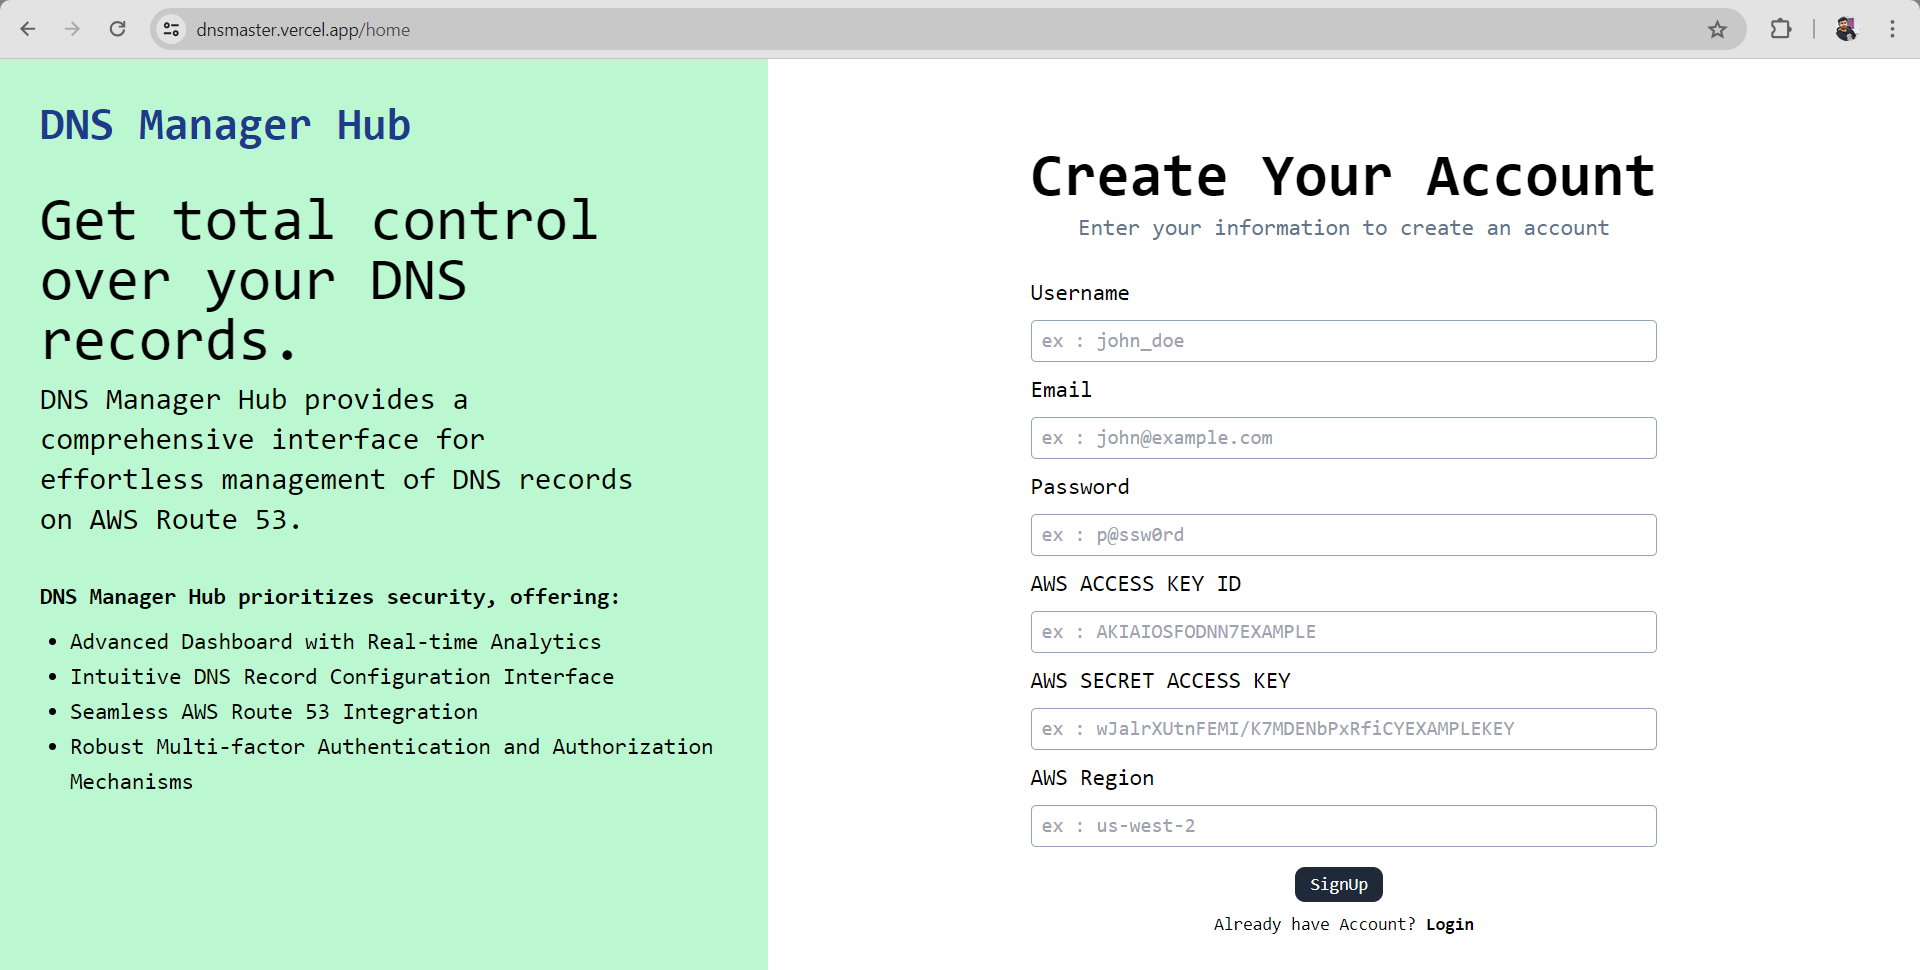 dnsmaster.vercel.app/home
DNS Manager Hub
Get total control
over your DNS
records.
DNS Manager Hub provides a
comprehensive interface for
effortless management of DNS records
on AWS Route 53.
DNS Manager Hub prioritizes security, offering:
• Advanced Dashboard with Real-time Analytics
• Intuitive DNS Record Configuration Interface
• Seamless AWS Route 53 Integration
• Robust Multi-factor Authentication and Authorization
Mechanisms
Create Your Account
Enter your information to create an account
Username
ex : john_doe
Email
ex : john@example.com
Password
ex : p@ssw0rd
AWS ACCESS KEY ID
ex : AKIAIOSFODNN7EXAMPLE
AWS SECRET ACCESS KEY
ex : wJalrXUtnFEMI/K7MDENbPxRfiCYEXAMPLEKEY
AWS Region
ex : us-west-2
SignUp
Already have Account? Login